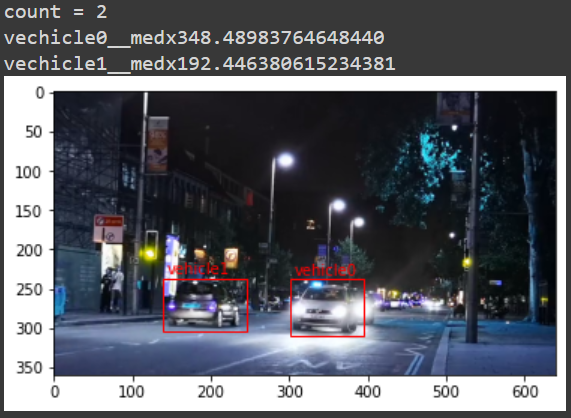 count = 2
vechicle0__medx348.48983764648440
vechicle1__medx192.446380615234381
0
50
100
150
200
250
300
350
vehicle1
vehicle0
0 100 200 300 400 500 600